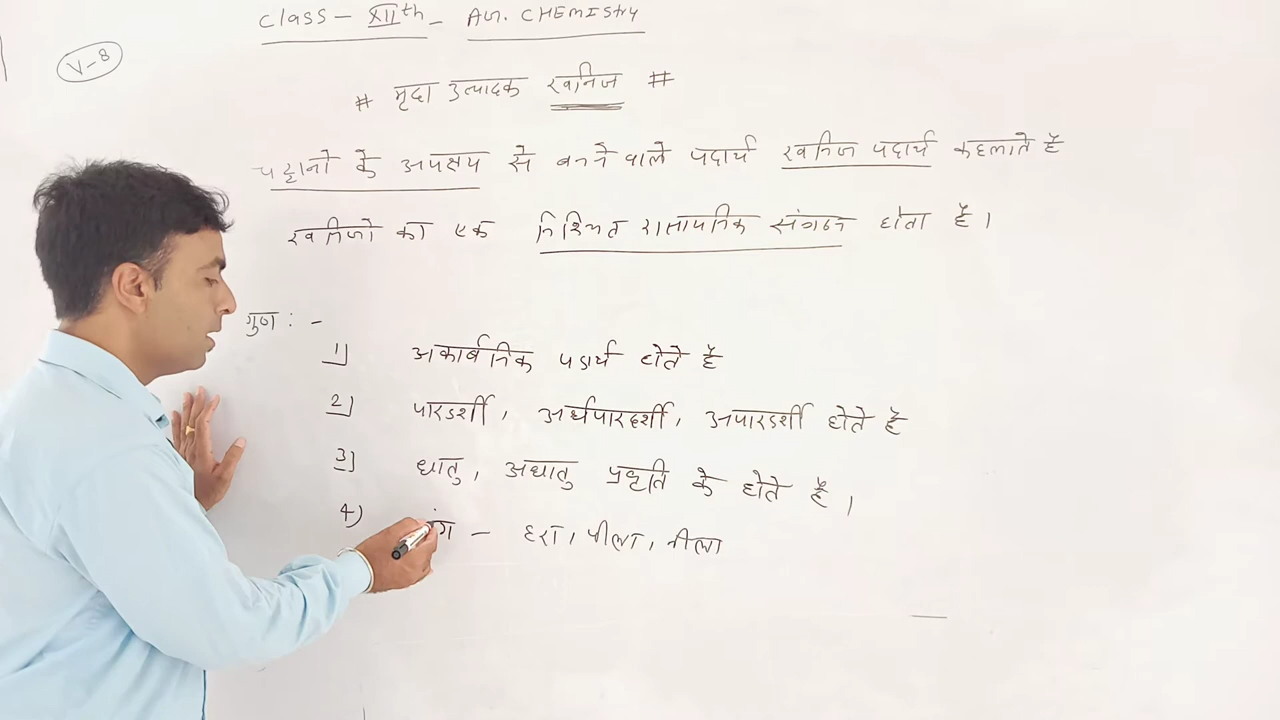 Class - XIIth - AG. CHEMISTRY
V-8
# मृदा उत्पादक खनिज #
चट्टानों के अपक्षय से बनने वाले पदार्थ खनिज पदार्थ कहलाते है
खनिजो का एक निश्चित रासायनिक संगठन होता है।
गुण : -
1] अकार्बनिक पदार्थ होते है
2] पारदर्शी, अर्धपारदर्शी, अपारदर्शी होते है
3] धातु, अधातु प्रकृति के होते है।
4) रंग - हरा, पीला, नीला